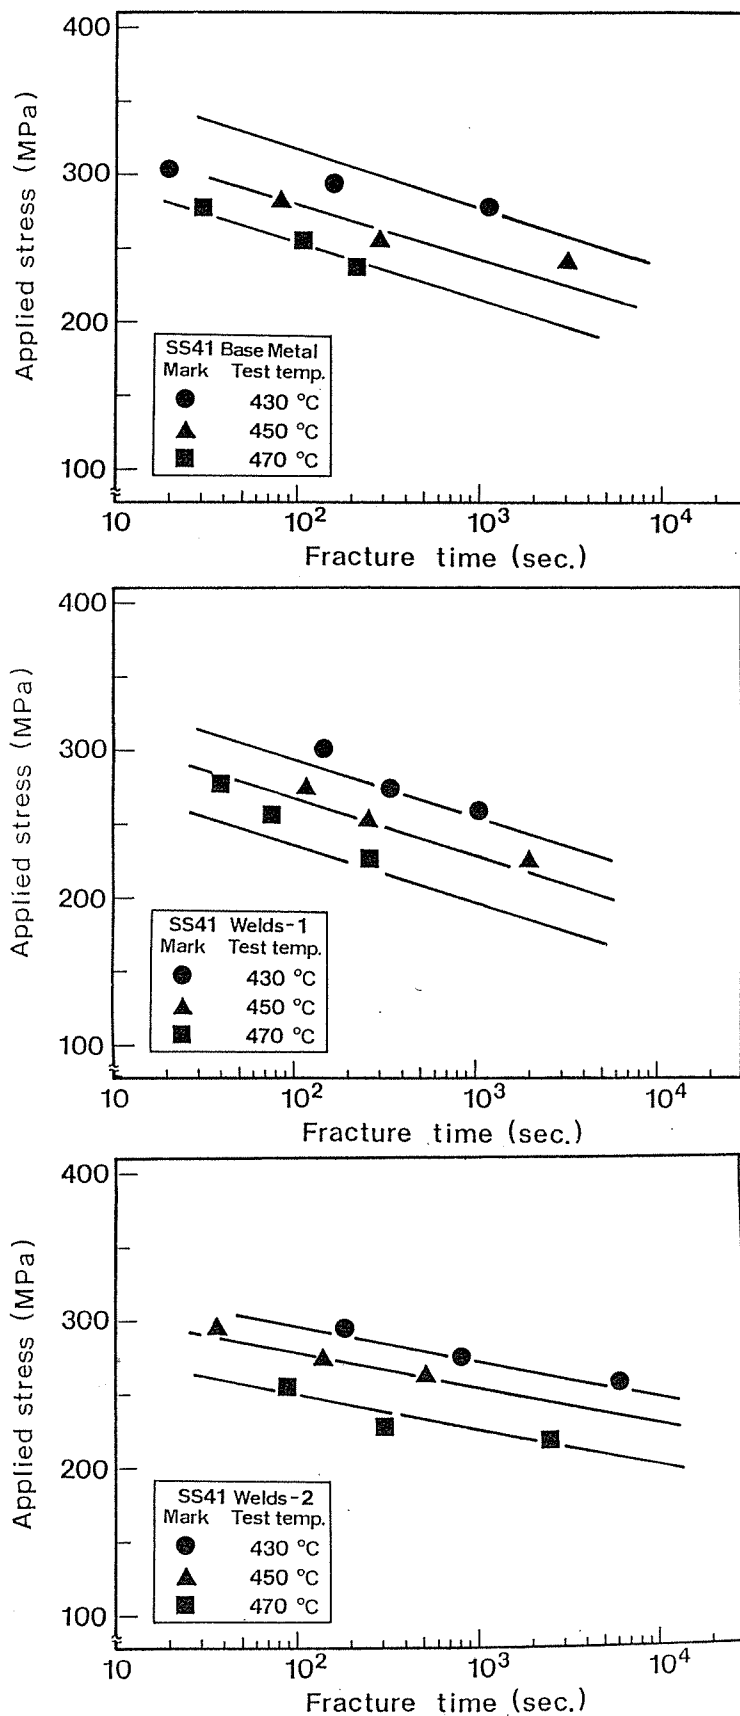 400
300
200
100
Applied stress (MPa)
SS41 Base Metal
Mark Test temp.
430 °C
450 °C
470 °C
10 10² 10³ 10⁴
Fracture time (sec.)
400
300
200
100
Applied stress (MPa)
SS41 Welds-1
Mark Test temp.
430 °C
450 °C
470 °C
10 10² 10³ 10⁴
Fracture time (sec.)
400
300
200
100
Applied stress (MPa)
SS41 Welds-2
Mark Test temp.
430 °C
450 °C
470 °C
10 10² 10³ 10⁴
Fracture time (sec.)